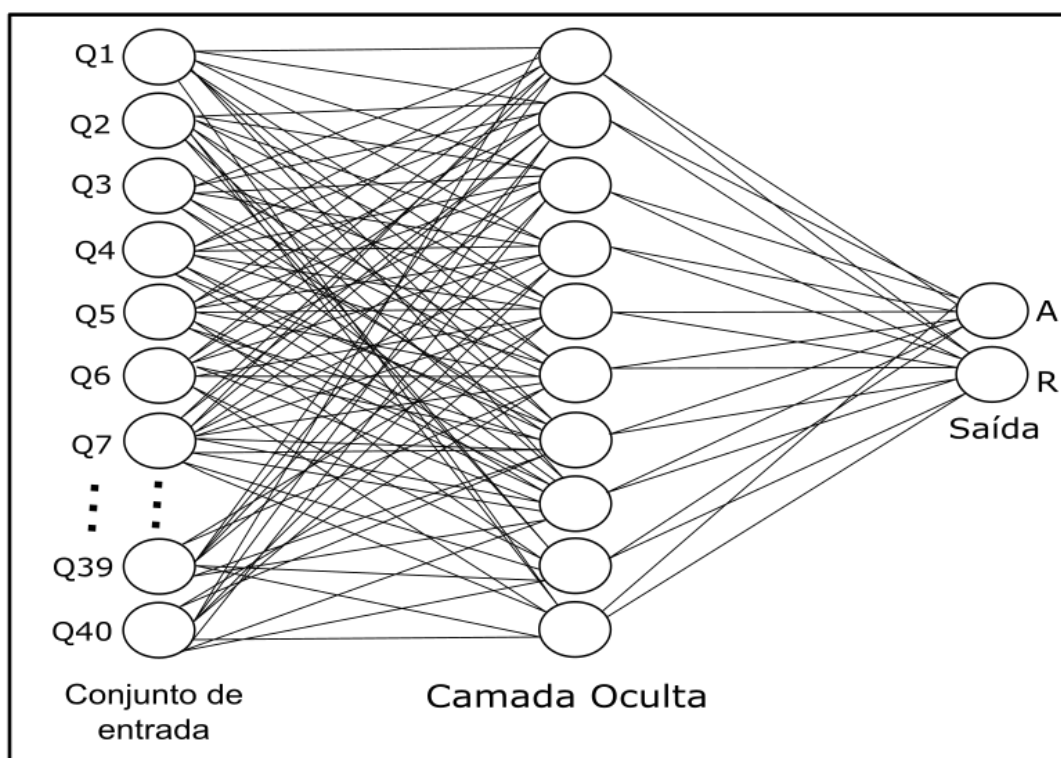 Q1
Q2
Q3
Q4
Q5
Q6
Q7
Q39
Q40
Conjunto de
entrada
Camada Oculta
A
R
Saída